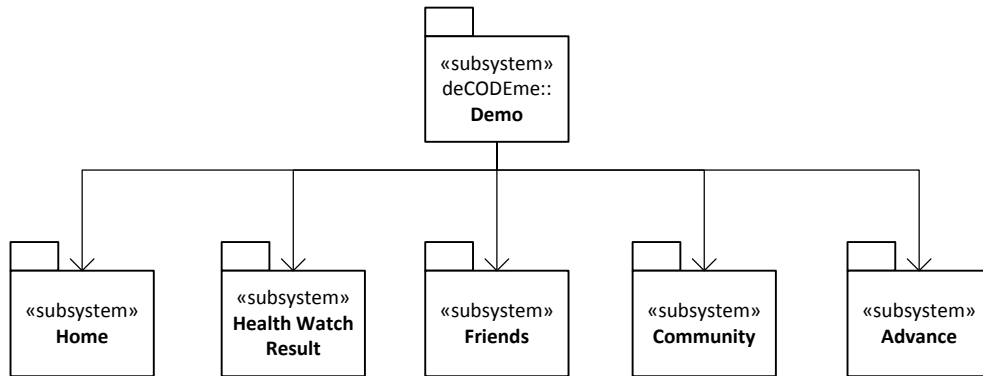 «subsystem»
deCODEme::
Demo
«subsystem»
Home
«subsystem»
Health Watch
Result
«subsystem»
Friends
«subsystem»
Community
«subsystem»
Advance